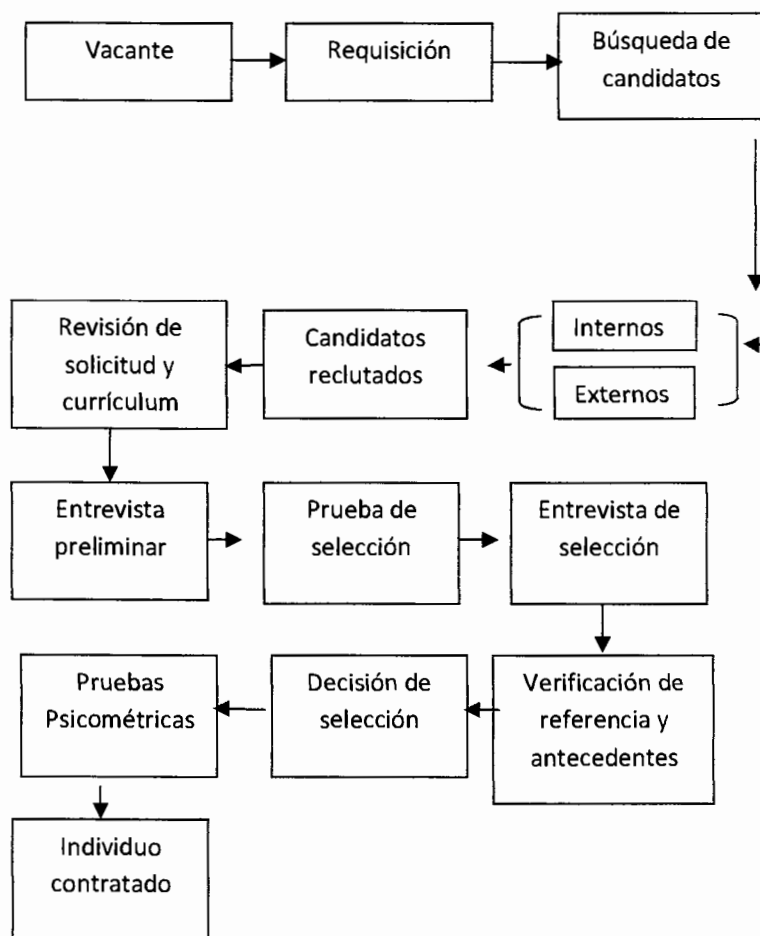 Vacante
Requisición
Búsqueda de
candidatos
Internos
Externos
Candidatos
reclutados
Revisión de
solicitud y
currículum
Entrevista
preliminar
Prueba de
selección
Entrevista de
selección
Verificación de
referencia y
antecedentes
Decisión de
selección
Pruebas
Psicométricas
Individuo
contratado